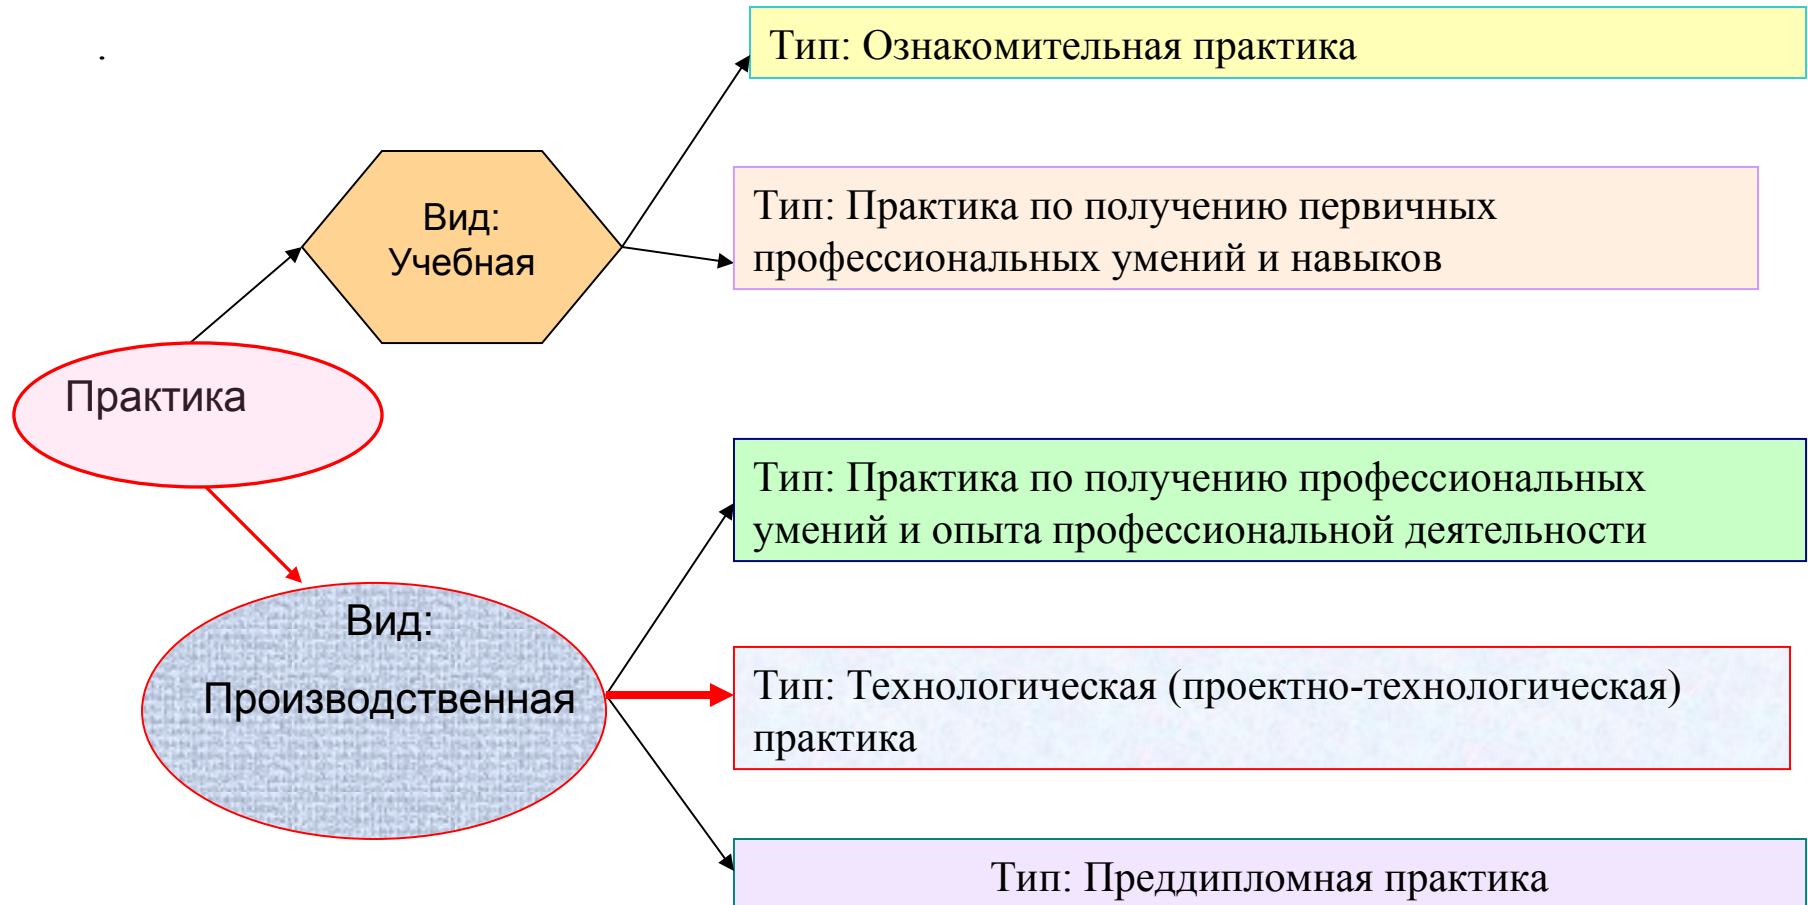 .
Тип: Ознакомительная практика
Вид:
Учебная
Тип: Практика по получению первичных
профессиональных умений и навыков
Практика
Тип: Практика по получению профессиональных
умений и опыта профессиональной деятельности
Вид:
Производственная
Тип: Технологическая (проектно-технологическая)
практика
Тип: Преддипломная практика